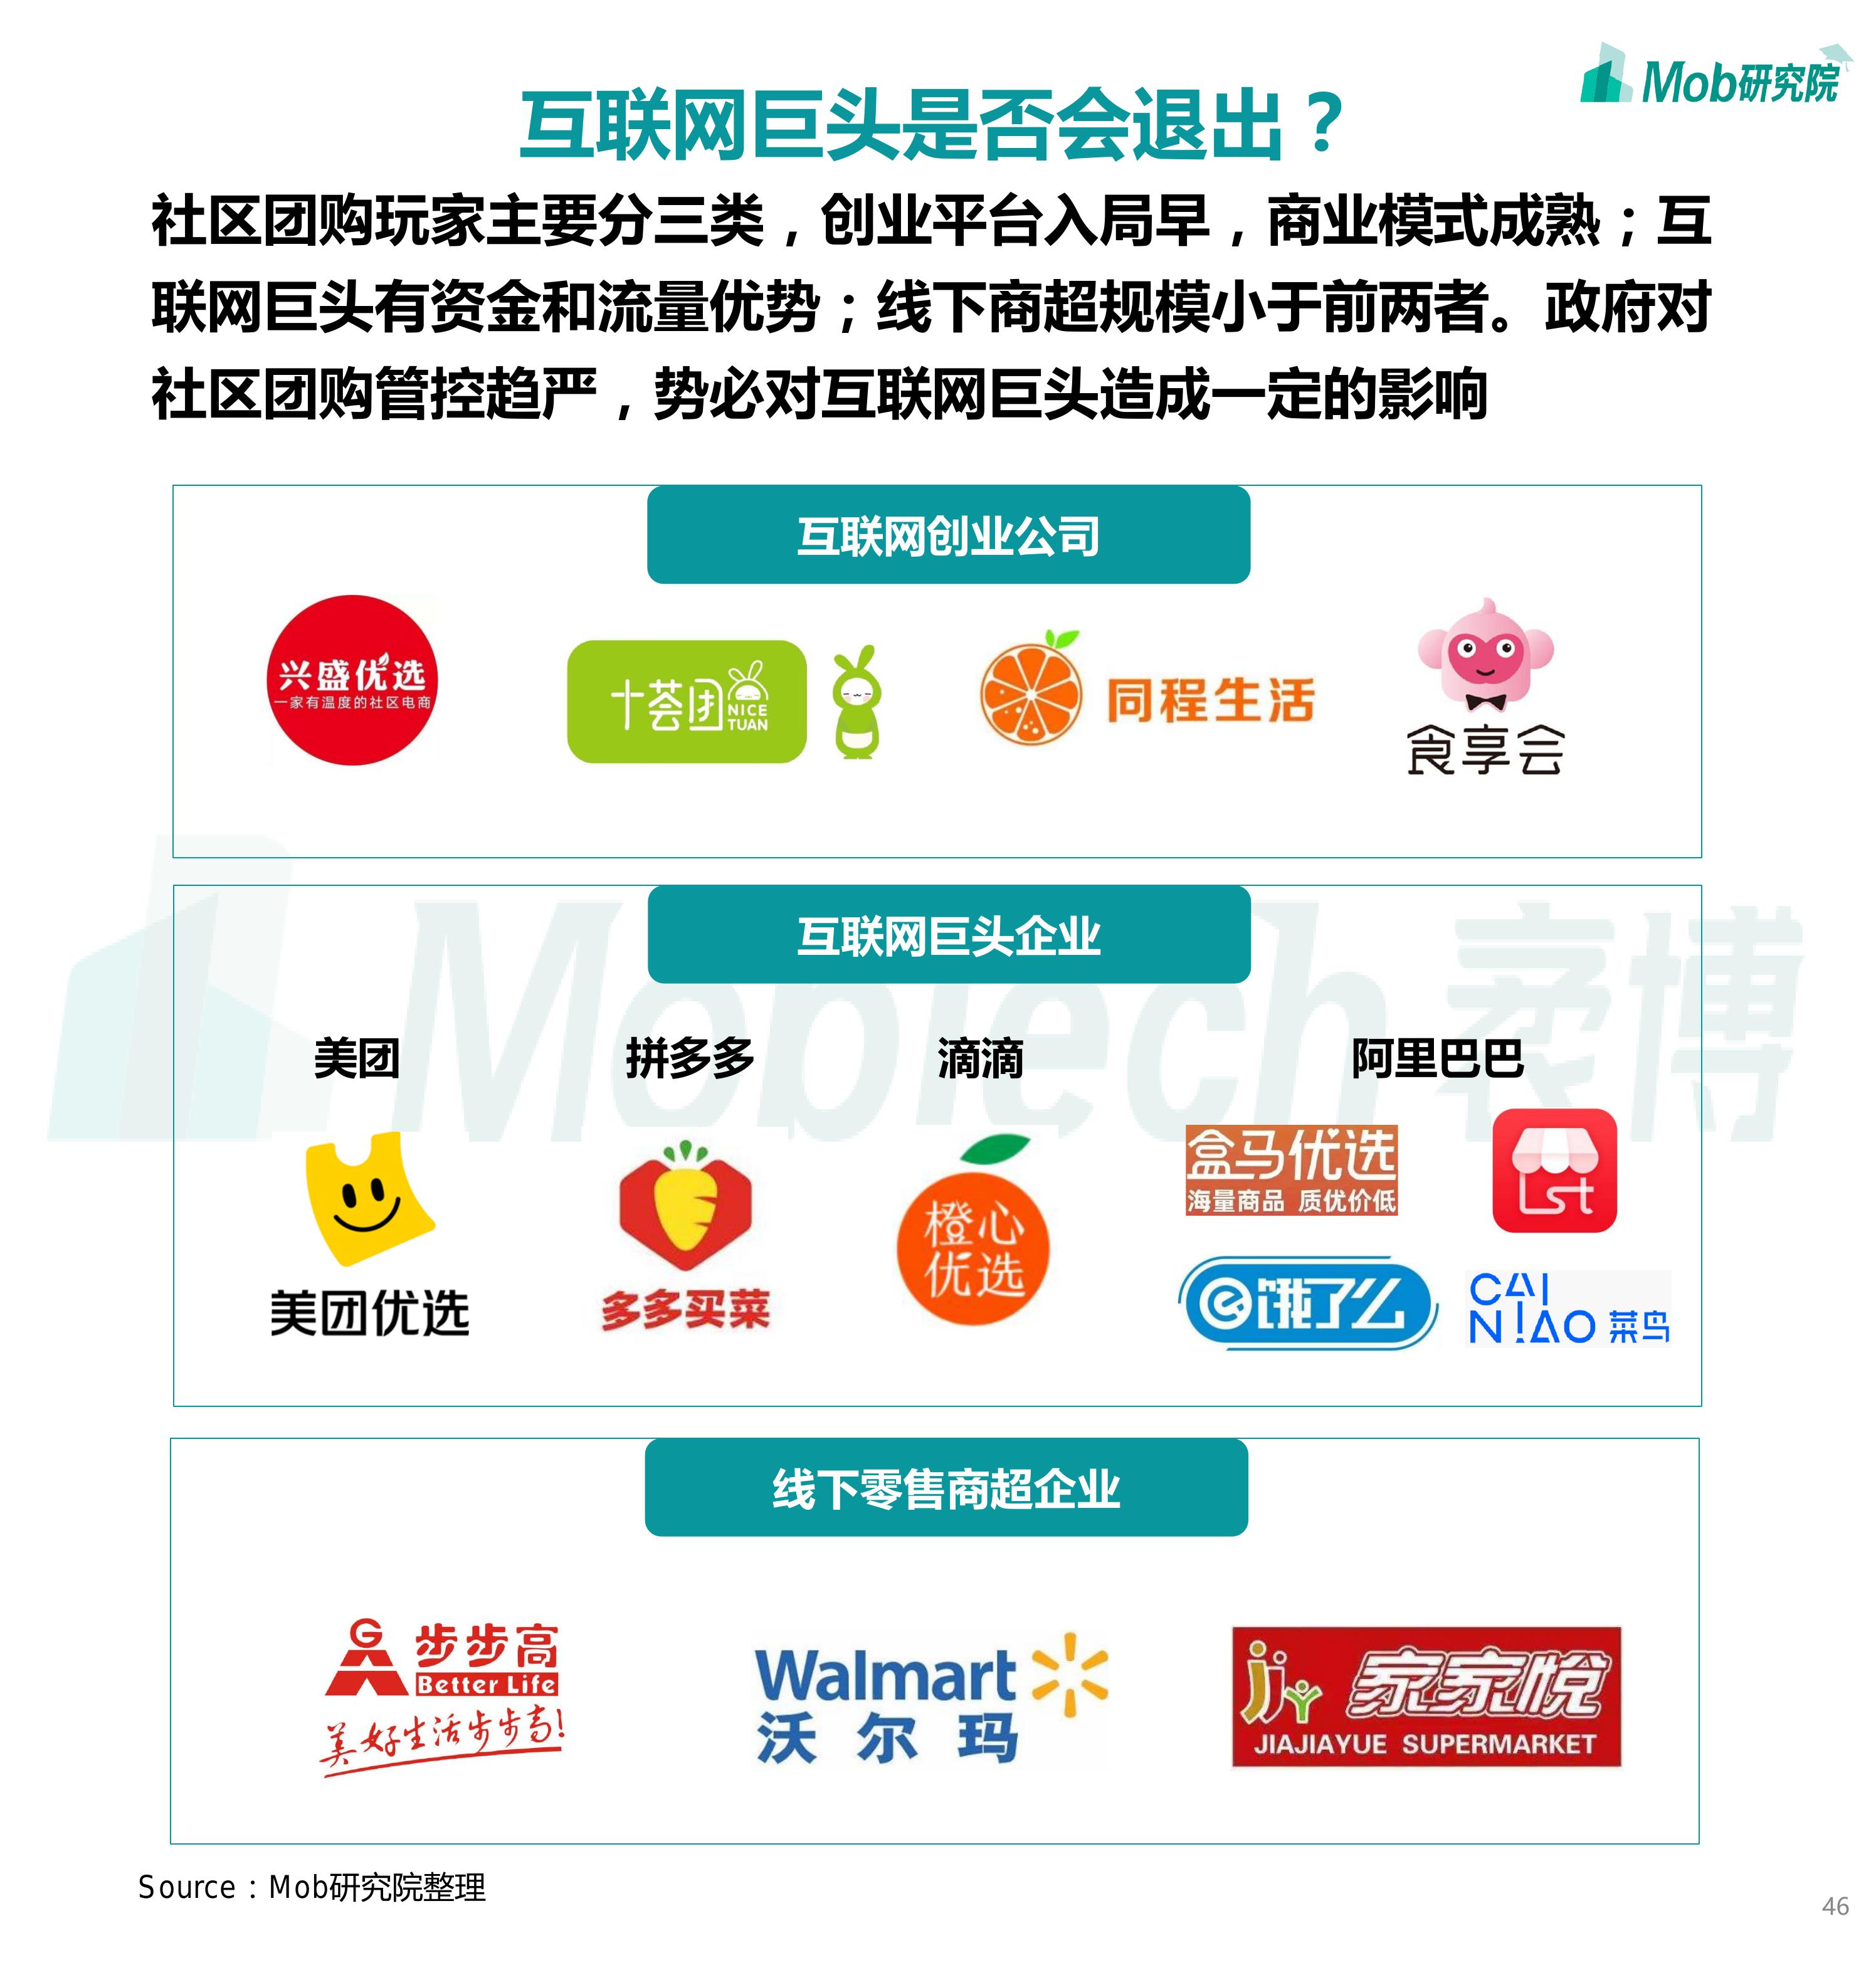 Mob研究院
互联网巨头是否会退出？
社区团购玩家主要分三类，创业平台入局早，商业模式成熟；互
联网巨头有资金和流量优势；线下商超规模小于前两者。政府对
社区团购管控趋严，势必对互联网巨头造成一定的影响
互联网创业公司
兴盛优选
一家有温度的社区电商
十荟团
NICE
TUAN
同程生活
食享会
互联网巨头企业
MobTech袤博
美团
拼多多
滴滴
阿里巴巴
美团优选
多多买菜
橙心
优选
盒马优选
海量商品 质优价低
Lst
e饿了么
CAI
NIAO 菜鸟
线下零售商超企业
步步高
Better Life
美好生活步步高!
Walmart
沃尔玛
jjy
家家悦
JIAJIAYUE SUPERMARKET
Source：Mob研究院整理
46